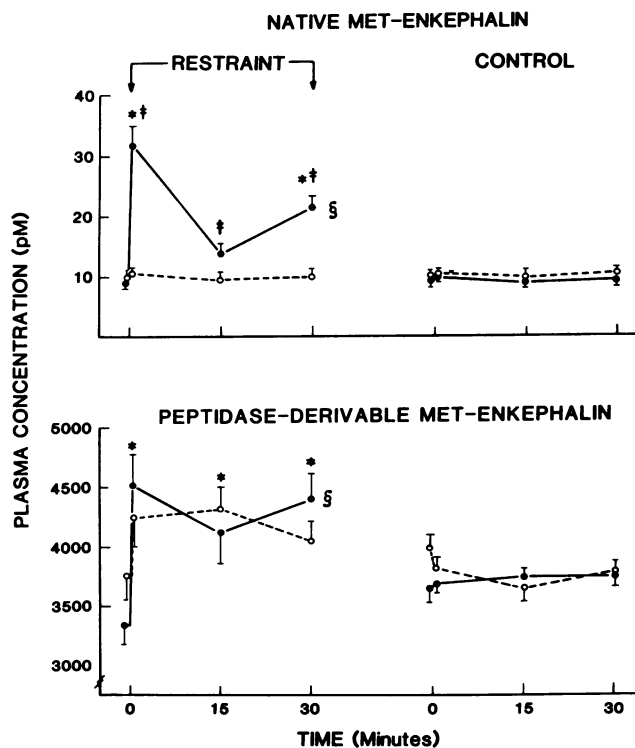 NATIVE MET-ENKEPHALIN
RESTRAINT
CONTROL
40
30
20
10
*‡
‡
*‡
§
PLASMA CONCENTRATION (pM)
PEPTIDASE-DERIVABLE MET-ENKEPHALIN
5000
4500
4000
3500
3000
*
*
*
§
0 15 30 0 15 30
TIME (Minutes)